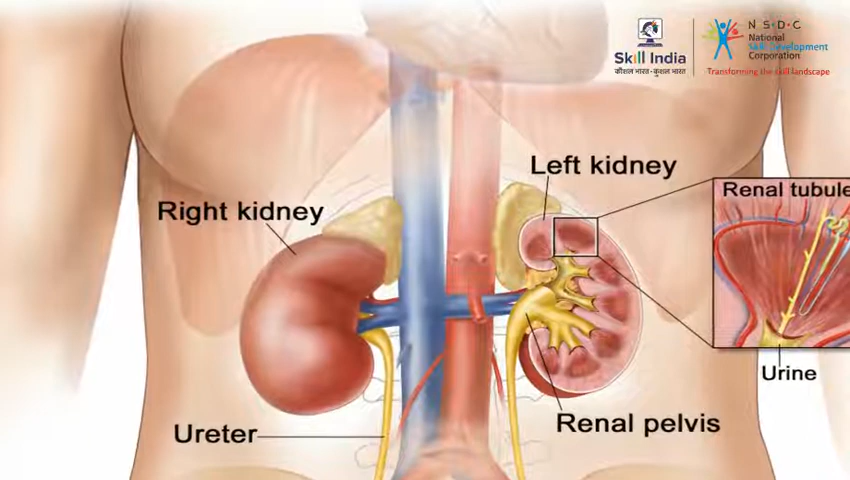 Skill India
कौशल भारत - कुशल भारत
N·S·D·C
National
Skill Development
Corporation
Transforming the skill landscape
Left kidney
Renal tubule
Right kidney
Urine
Renal pelvis
Ureter